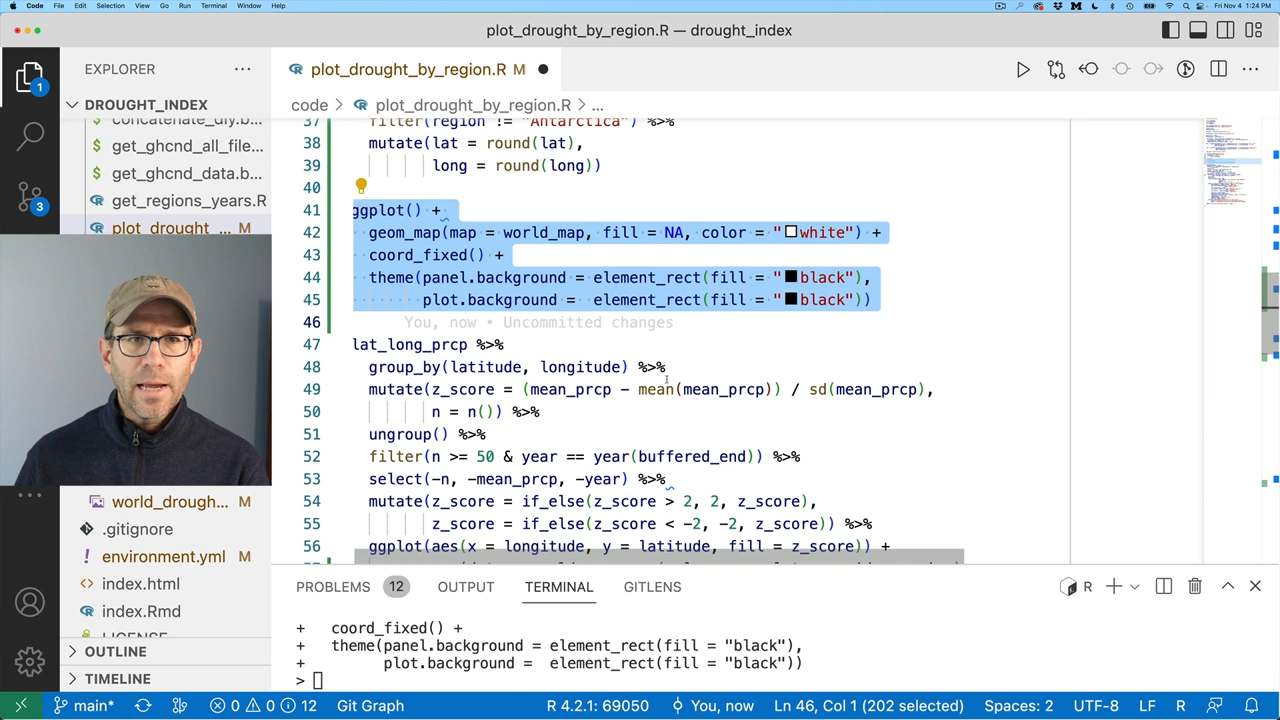 Code File Edit Selection View Go Run Terminal Window Help
Fri Nov 4 1:24 PM
plot_drought_by_region.R — drought_index
EXPLORER
plot_drought_by_region.R M
DROUGHT_INDEX
code > plot_drought_by_region.R > ...
concatenate_dly.b...
get_ghcnd_all_file...
get_ghcnd_data.b...
get_regions_years.R
plot_drought_... M
1
3
37 filter(region != "Antarctica") %>%
38 mutate(lat = round(lat),
39 long = round(long))
40
41 ggplot() +
42 geom_map(map = world_map, fill = NA, color = "white") +
43 coord_fixed() +
44 theme(panel.background = element_rect(fill = "black"),
45 plot.background =  element_rect(fill = "black"))
46 You, now • Uncommitted changes
47 lat_long_prcp %>%
48 group_by(latitude, longitude) %>%
49 mutate(z_score = (mean_prcp - mean(mean_prcp)) / sd(mean_prcp),
50 n = n()) %>%
51 ungroup() %>%
52 filter(n >= 50 & year == year(buffered_end)) %>%
53 select(-n, -mean_prcp, -year) %>%
54 mutate(z_score = if_else(z_score > 2, 2, z_score),
55 z_score = if_else(z_score < -2, -2, z_score)) %>%
56 ggplot(aes(x = longitude, y = latitude, fill = z_score)) +
world_drough... M
.gitignore
environment.yml M
index.html
index.Rmd
OUTLINE
TIMELINE
PROBLEMS 12 OUTPUT TERMINAL GITLENS
R
+ coord_fixed() +
+ theme(panel.background = element_rect(fill = "black"),
+ plot.background =  element_rect(fill = "black"))
>
main* 0 0 12 Git Graph R 4.2.1: 69050 You, now Ln 46, Col 1 (202 selected) Spaces: 2 UTF-8 LF R